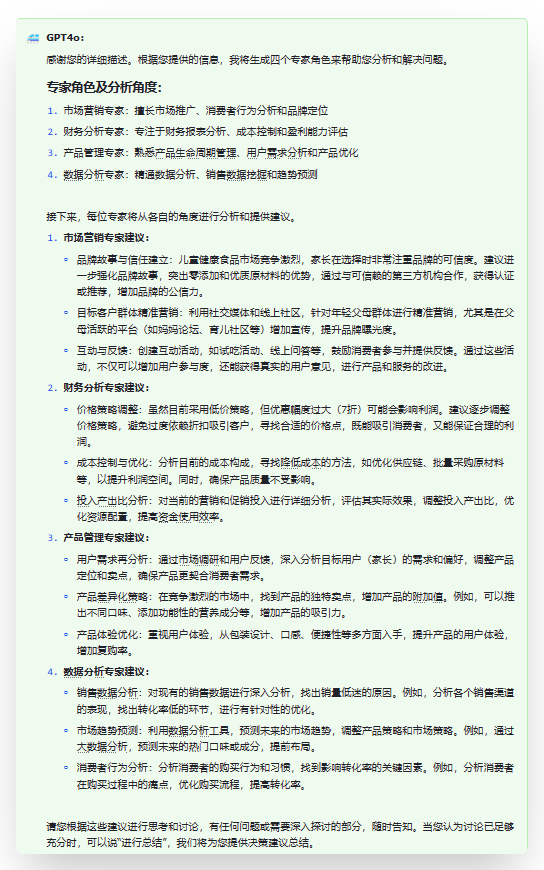 GPT4o:
感谢您的详细描述。根据您提供的信息，我将生成四个专家角色来帮助您分析和解决问题。
专家角色及分析角度：
1. 市场营销专家：擅长市场推广、消费者行为分析和品牌定位
2. 财务分析专家：专注于财务报表分析、成本控制和盈利能力评估
3. 产品管理专家：熟悉产品生命周期管理、用户需求分析和产品优化
4. 数据分析专家：精通数据分析、销售数据挖掘和趋势预测
接下来，每位专家将从各自的角度进行分析和提供建议。
1. 市场营销专家建议：
品牌故事与信任建立：儿童健康食品市场竞争激烈，家长在选择时非常注重品牌的可信度。建议进
一步强化品牌故事，突出零添加和优质原材料的优势，通过与可信赖的第三方机构合作，获得认证
或推荐，增加品牌的公信力。
目标客户群体精准营销：利用社交媒体和线上社区，针对年轻父母群体进行精准营销，尤其是在父
母活跃的平台（如妈妈论坛、育儿社区等）增加宣传，提升品牌曝光度。
互动与反馈：创建互动活动，如试吃活动、线上问答等，鼓励消费者参与并提供反馈。通过这些活
动，不仅可以增加用户参与度，还能获得真实的用户意见，进行产品和服务的改进。
2. 财务分析专家建议：
价格策略调整：虽然目前采用低价策略，但优惠幅度过大（7折）可能会影响利润。建议逐步调整
价格策略，避免过度依赖折扣吸引客户，寻找合适的价格点，既能吸引消费者，又能保证合理的利
润。
成本控制与优化：分析目前的成本构成，寻找降低成本的方法，如优化供应链、批量采购原材料
等，以提升利润空间。同时，确保产品质量不受影响。
投入产出比分析：对当前的营销和促销投入进行详细分析，评估其实际效果，调整投入产出比，优
化资源配置，提高资金使用效率。
3. 产品管理专家建议：
用户需求再分析：通过市场调研和用户反馈，深入分析目标用户（家长）的需求和偏好，调整产品
定位和卖点，确保产品更契合消费者需求。
产品差异化策略：在竞争激烈的市场中，找到产品的独特卖点，增加产品的附加值。例如，可以推
出不同口味、添加功能性的营养成分等，增加产品的吸引力。
产品体验优化：重视用户体验，从包装设计、口感、便捷性等多方面入手，提升产品的用户体验，
增加复购率。
4. 数据分析专家建议：
销售数据分析：对现有的销售数据进行深入分析，找出销量低迷的原因。例如，分析各个销售渠道
的表现，找出转化率低的环节，进行有针对性的优化。
市场趋势预测：利用数据分析工具，预测未来的市场趋势，调整产品策略和市场策略。例如，通过
大数据分析，预测未来的热门口味或成分，提前布局。
消费者行为分析：分析消费者的购买行为和习惯，找到影响转化率的关键因素。例如，分析消费者
在购买过程中的痛点，优化购买流程，提高转化率。
请您根据这些建议进行思考和讨论，有任何问题或需要深入探讨的部分，随时告知。当您认为讨论已足够
充分时，可以说“进行总结”，我们将为您提供决策建议总结。